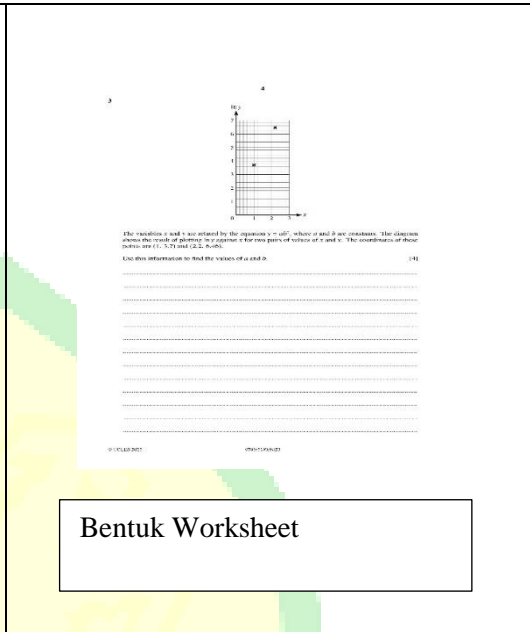 4
3
ln y
7
6
5
4
3
2
1
0 1 2 3 x
The variables x and y are related by the equation y = abˣ, where a and b are constants. The diagram
shows the result of plotting ln y against x for two pairs of values of x and y. The coordinates of these
points are (1, 3.7) and (2.2, 6.46).
Use this information to find the values of a and b. [4]
© UCLES
Bentuk Worksheet